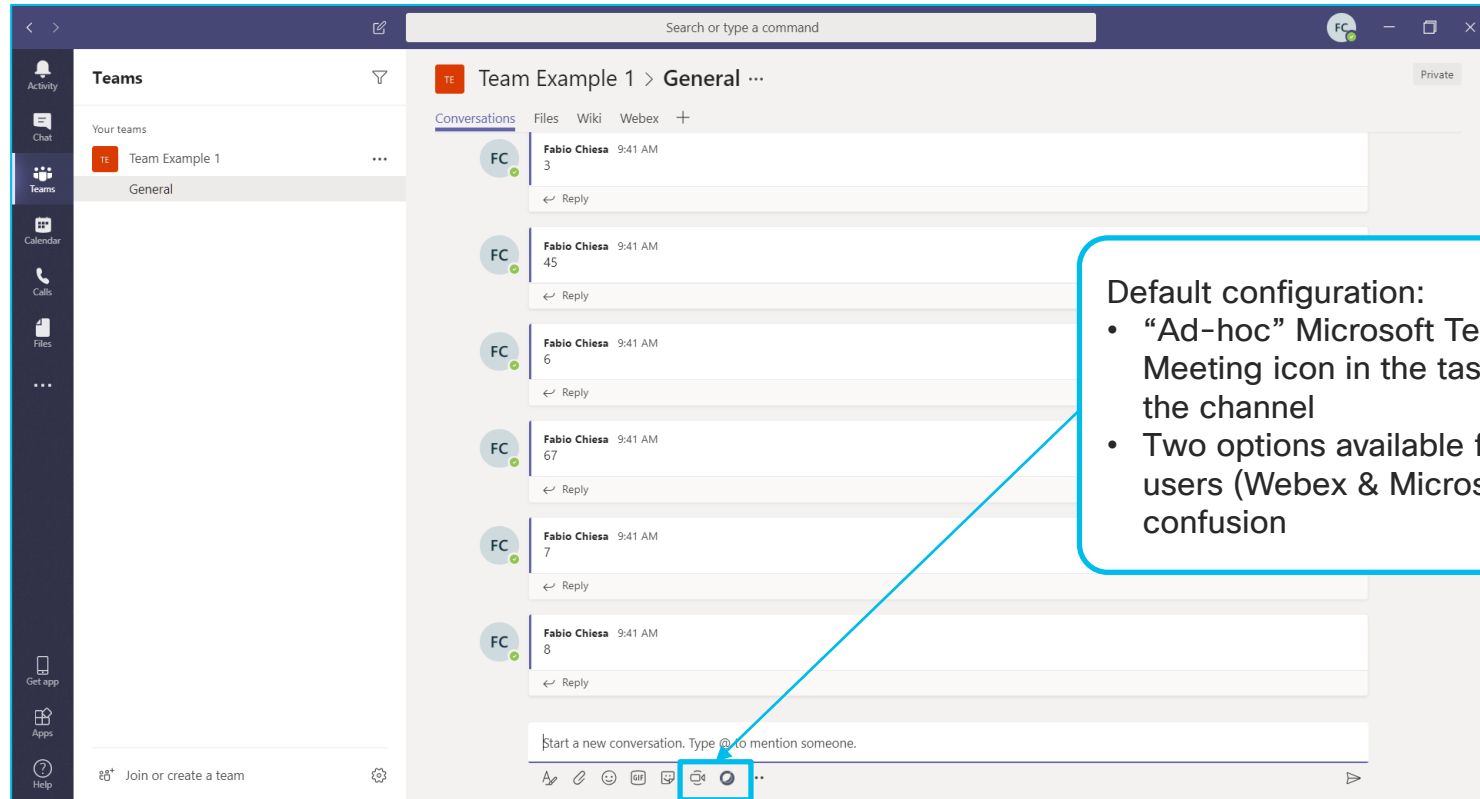 Search or type a command
FC
Activity
Chat
Teams
Calendar
Calls
Files
Get app
Apps
Help
Teams
Your teams
TE Team Example 1
General
Join or create a team
TE Team Example 1 > General ...
Private
Conversations Files Wiki Webex +
FC Fabio Chiesa 9:41 AM
3
Reply
FC Fabio Chiesa 9:41 AM
45
Reply
FC Fabio Chiesa 9:41 AM
6
Reply
FC Fabio Chiesa 9:41 AM
67
Reply
FC Fabio Chiesa 9:41 AM
7
Reply
FC Fabio Chiesa 9:41 AM
8
Reply
Start a new conversation. Type @ to mention someone.
GIF
Default configuration:
• “Ad-hoc” Microsoft
Meeting icon in the
the channel
• Two options available
users (Webex &
confusion